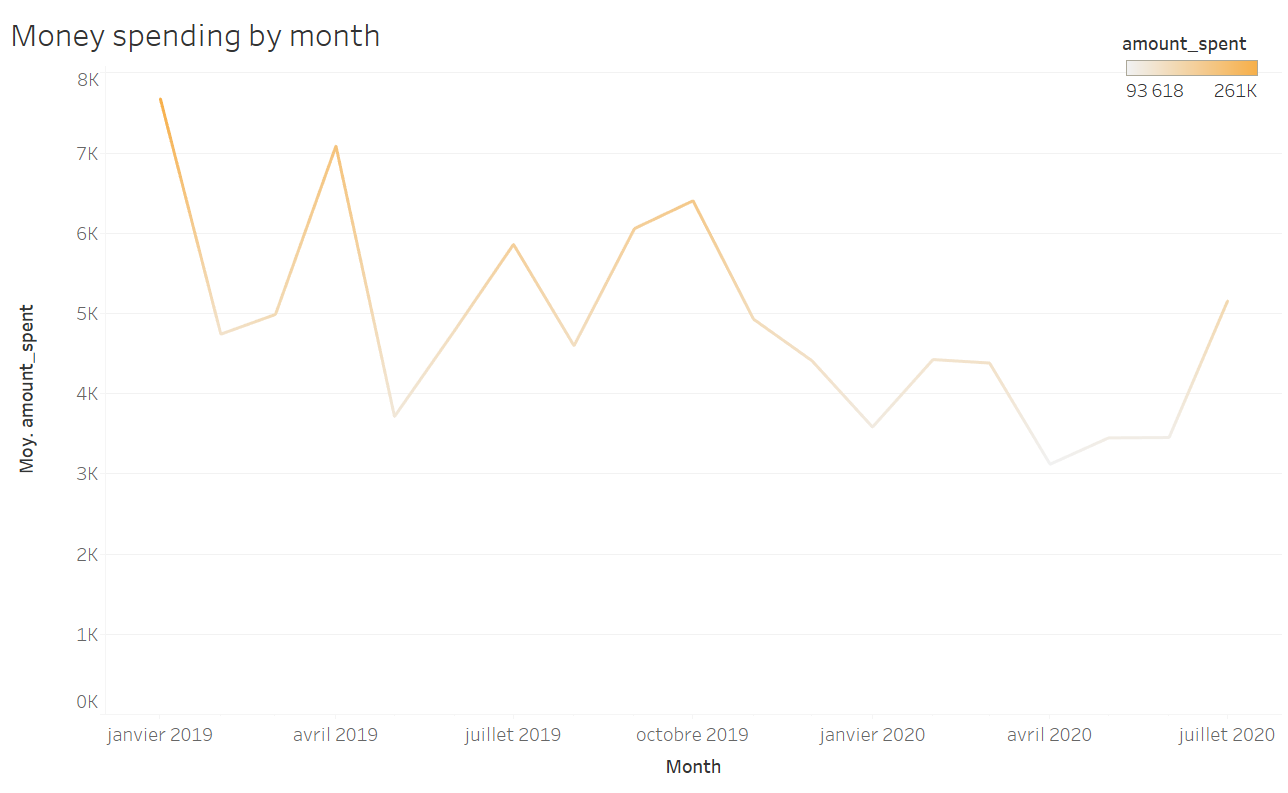 Money spending by month
amount_spent
93 618 261K
8K
7K
6K
5K
4K
3K
2K
1K
0K
Moy. amount_spent
janvier 2019 avril 2019 juillet 2019 octobre 2019 janvier 2020 avril 2020 juillet 2020
Month